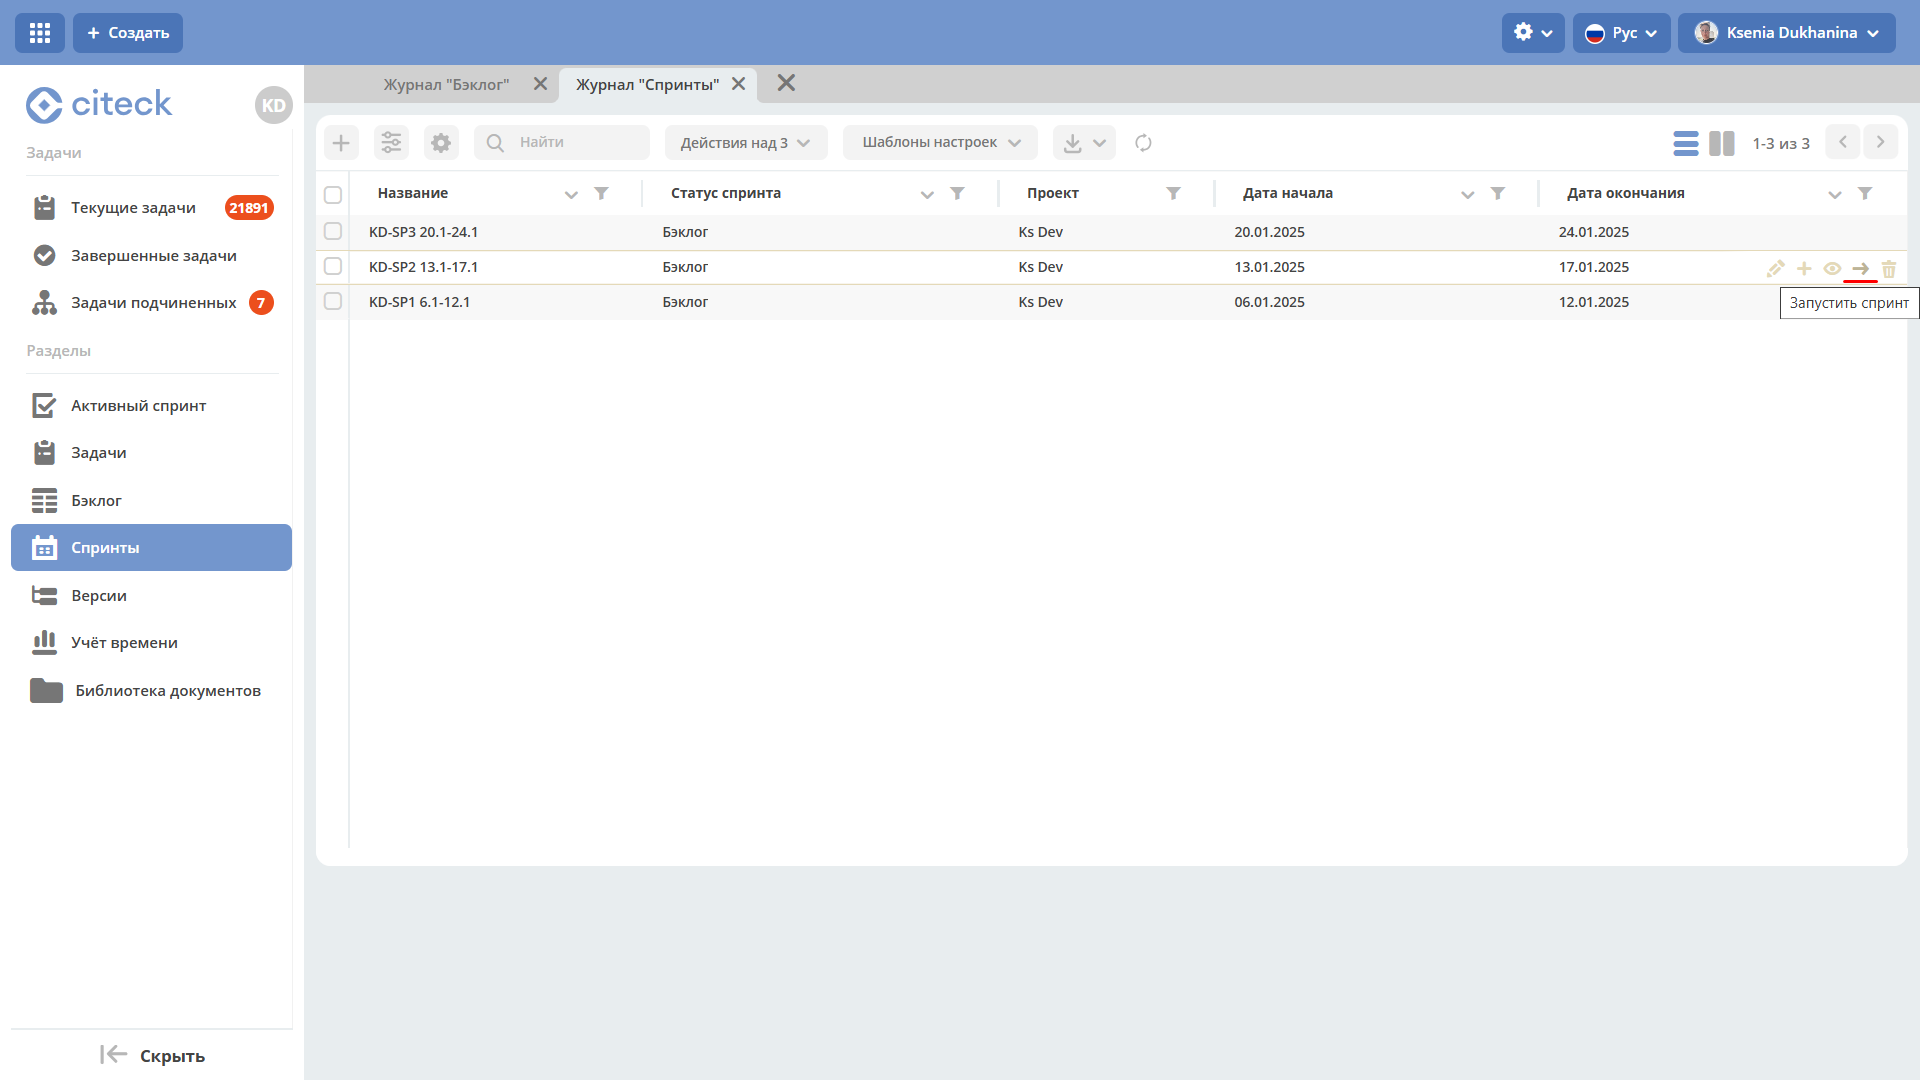 Создать
Рус
Ksenia Dukhanina
citeck
KD
Журнал "Бэклог"
Журнал "Спринты"
Задачи
Текущие задачи 21891
Завершенные задачи
Задачи подчиненных 7
Разделы
Активный спринт
Задачи
Бэклог
Спринты
Версии
Учёт времени
Библиотека документов
Скрыть
Найти
Действия над 3
Шаблоны настроек
1-3 из 3
Название Статус спринта Проект Дата начала Дата окончания
KD-SP3 20.1-24.1 Бэклог Ks Dev 20.01.2025 24.01.2025
KD-SP2 13.1-17.1 Бэклог Ks Dev 13.01.2025 17.01.2025
KD-SP1 6.1-12.1 Бэклог Ks Dev 06.01.2025 12.01.2025
Запустить спринт